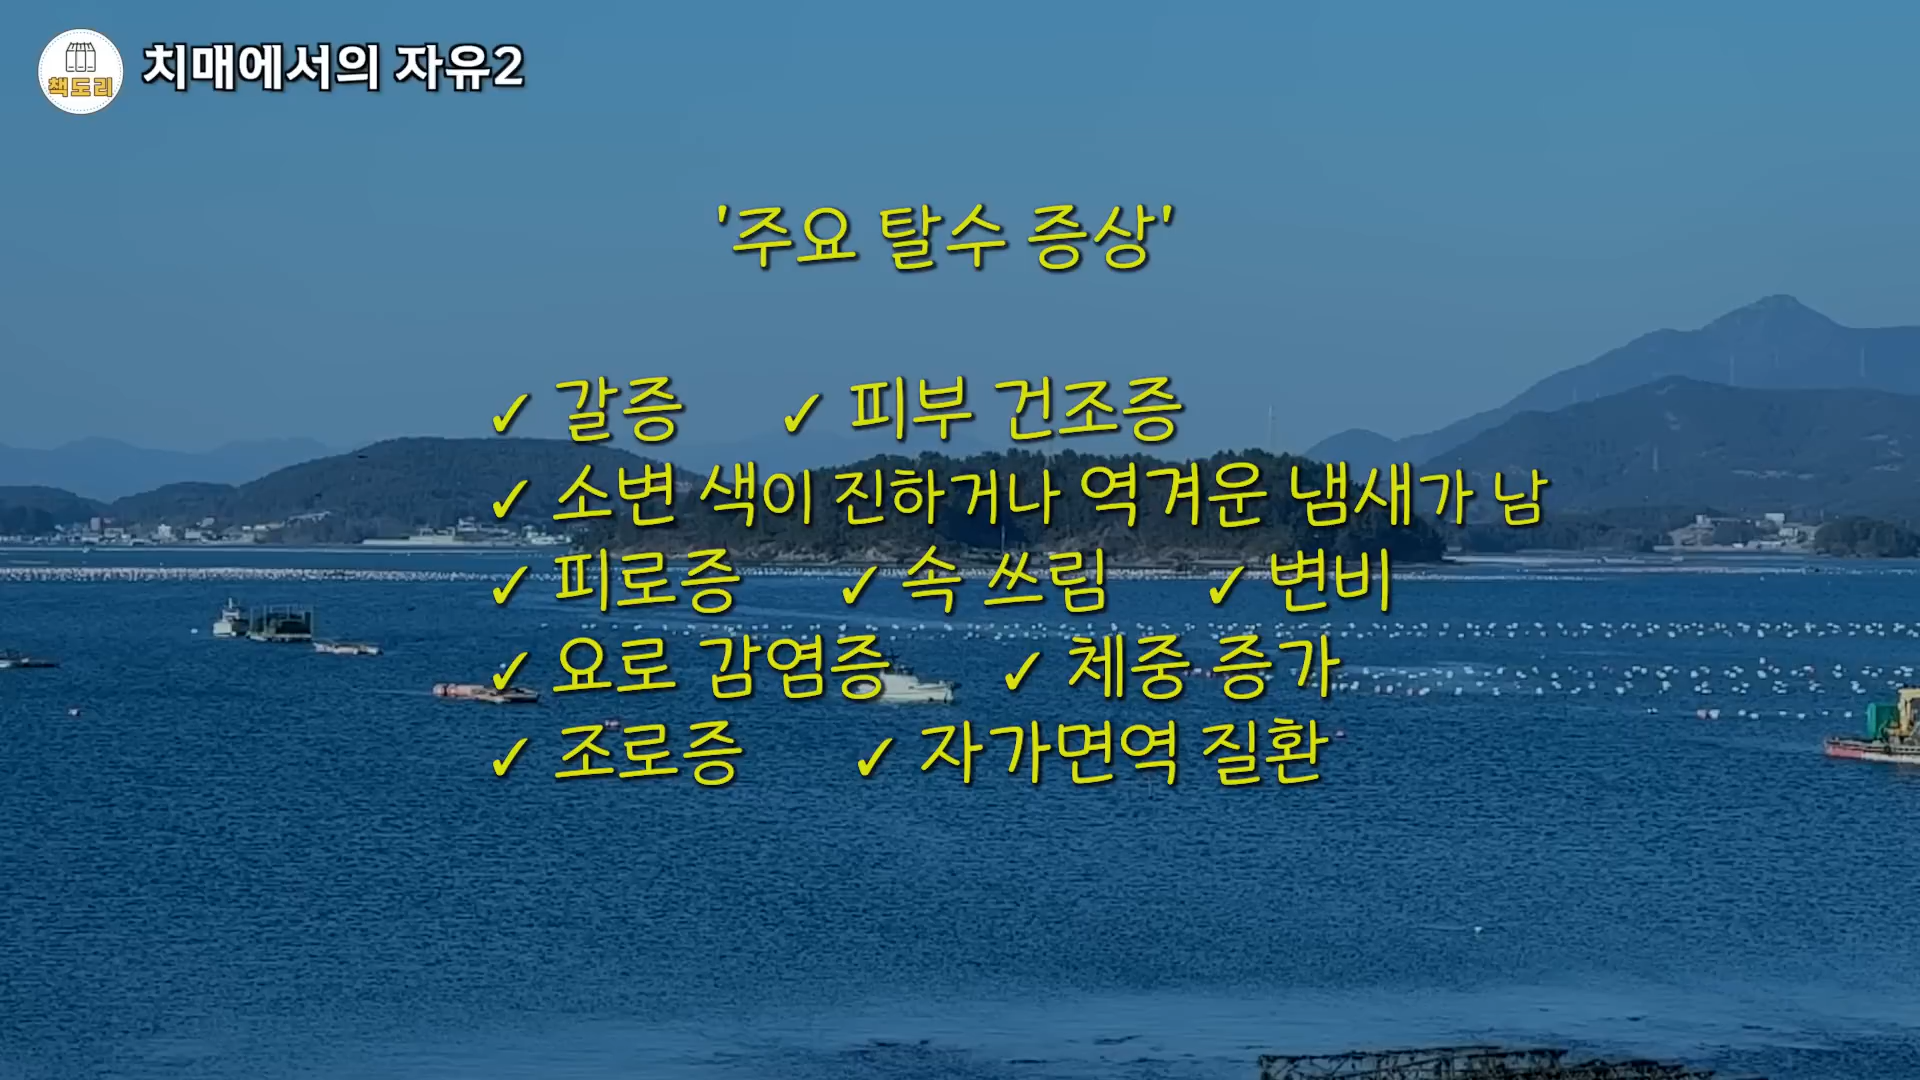 책도리
치매에서의 자유2
'주요 탈수 증상'
✓ 갈증 ✓ 피부 건조증
✓ 소변 색이 진하거나 역겨운 냄새가 남
✓ 피로증 ✓ 속 쓰림 ✓ 변비
✓ 요로 감염증 ✓ 체중 증가
✓ 조로증 ✓ 자가면역 질환